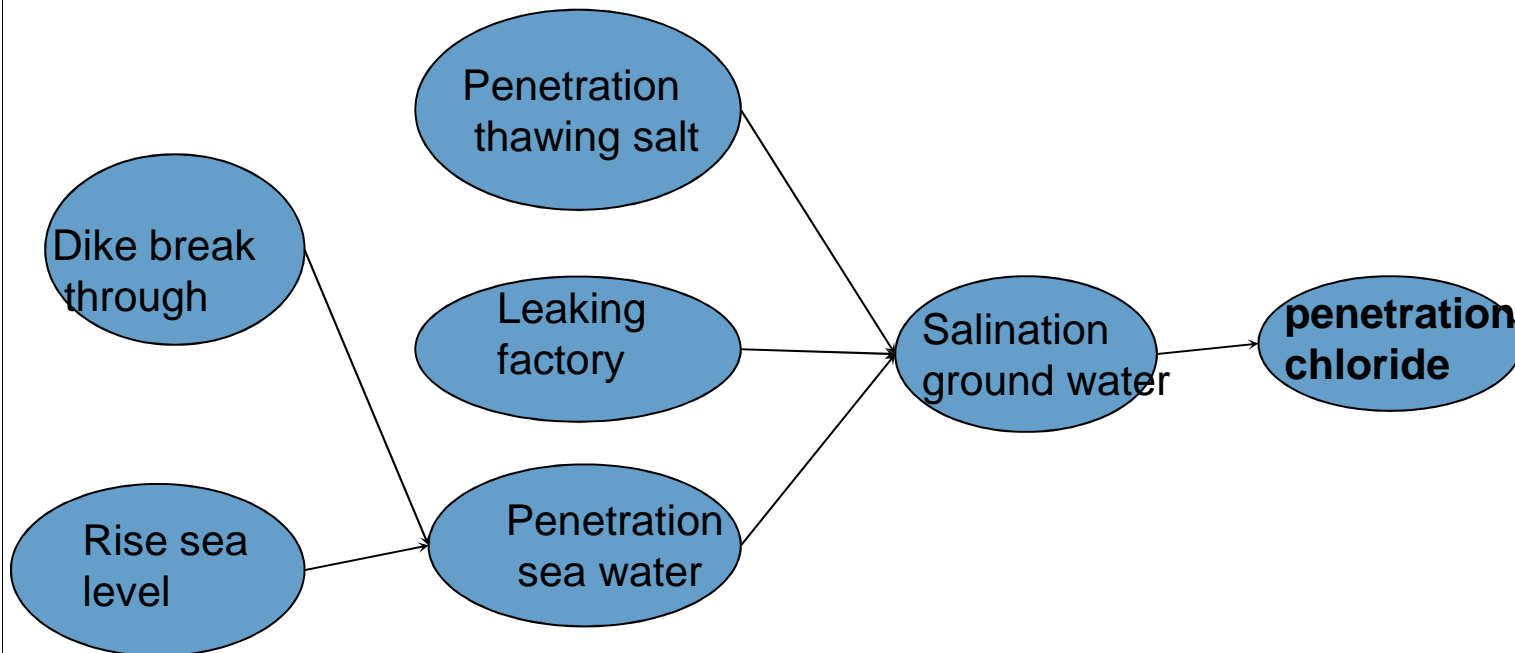 Penetration
thawing salt
Dike break
through
Leaking
factory
Salination
ground water
penetration
chloride
Rise sea
level
Penetration
sea water